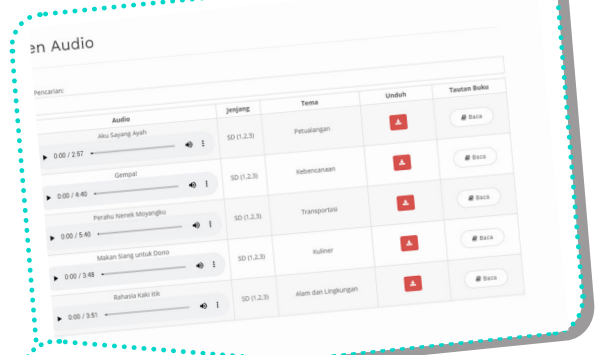 en Audio
Pencarian:
Audio Jenjang Tema Unduh Tautan Buku
Aku Sayang Ayah
0:00 / 2:57 SD (1,2,3) Petualangan Baca
Gempa!
0:00 / 4:40 SD (1,2,3) Kebencanaan Baca
Perahu Nenek Moyangku
0:00 / 5:40 SD (1,2,3) Transportasi Baca
Makan Siang untuk Dono
0:00 / 3:48 SD (1,2,3) Kuliner Baca
Rahasia Kaki Itik
0:00 / 3:51 SD (1,2,3) Alam dan Lingkungan Baca